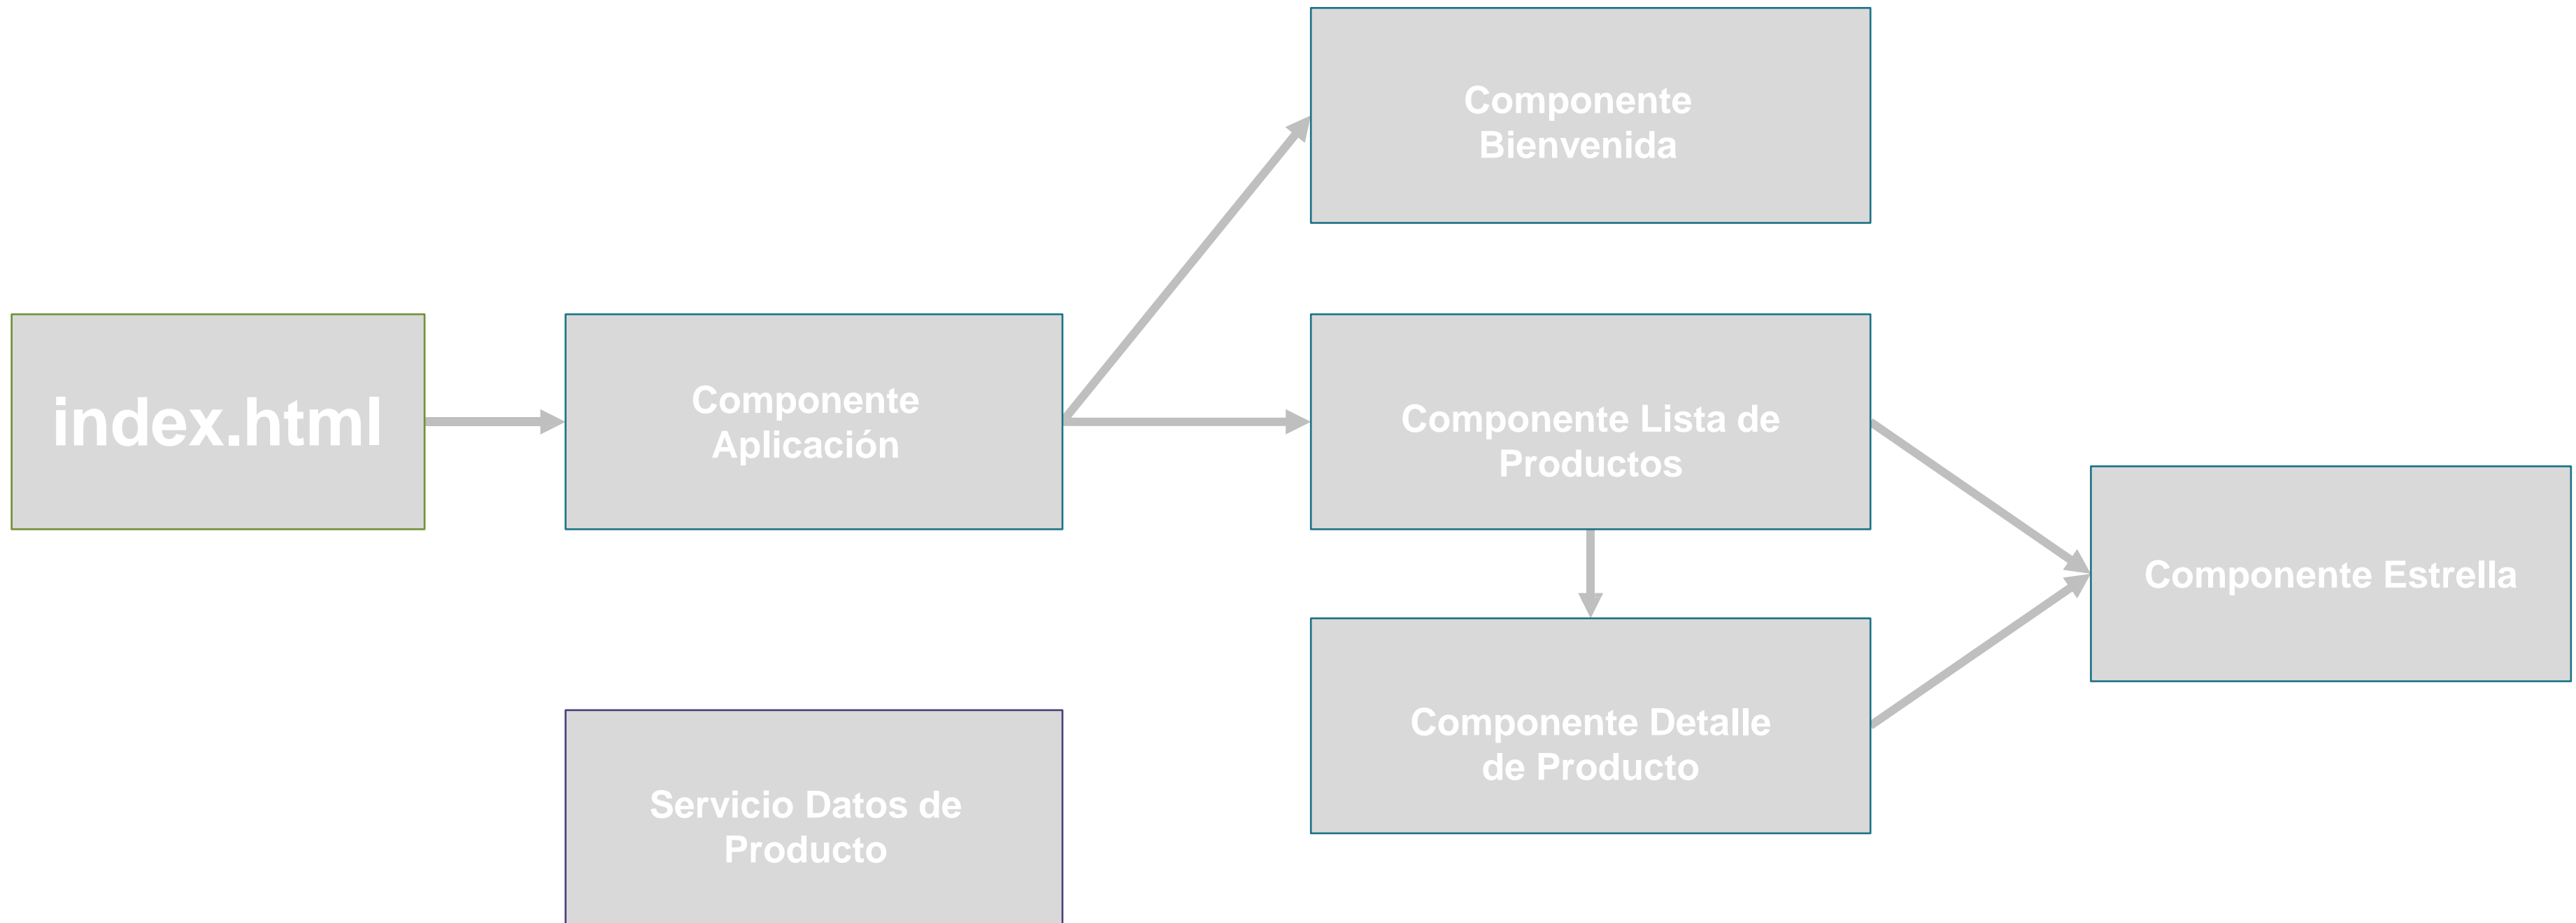 Componente
Bienvenida
index.html
Componente
Aplicación
Componente Lista de
Productos
Componente Estrella
Componente Detalle
de Producto
Servicio Datos de
Producto